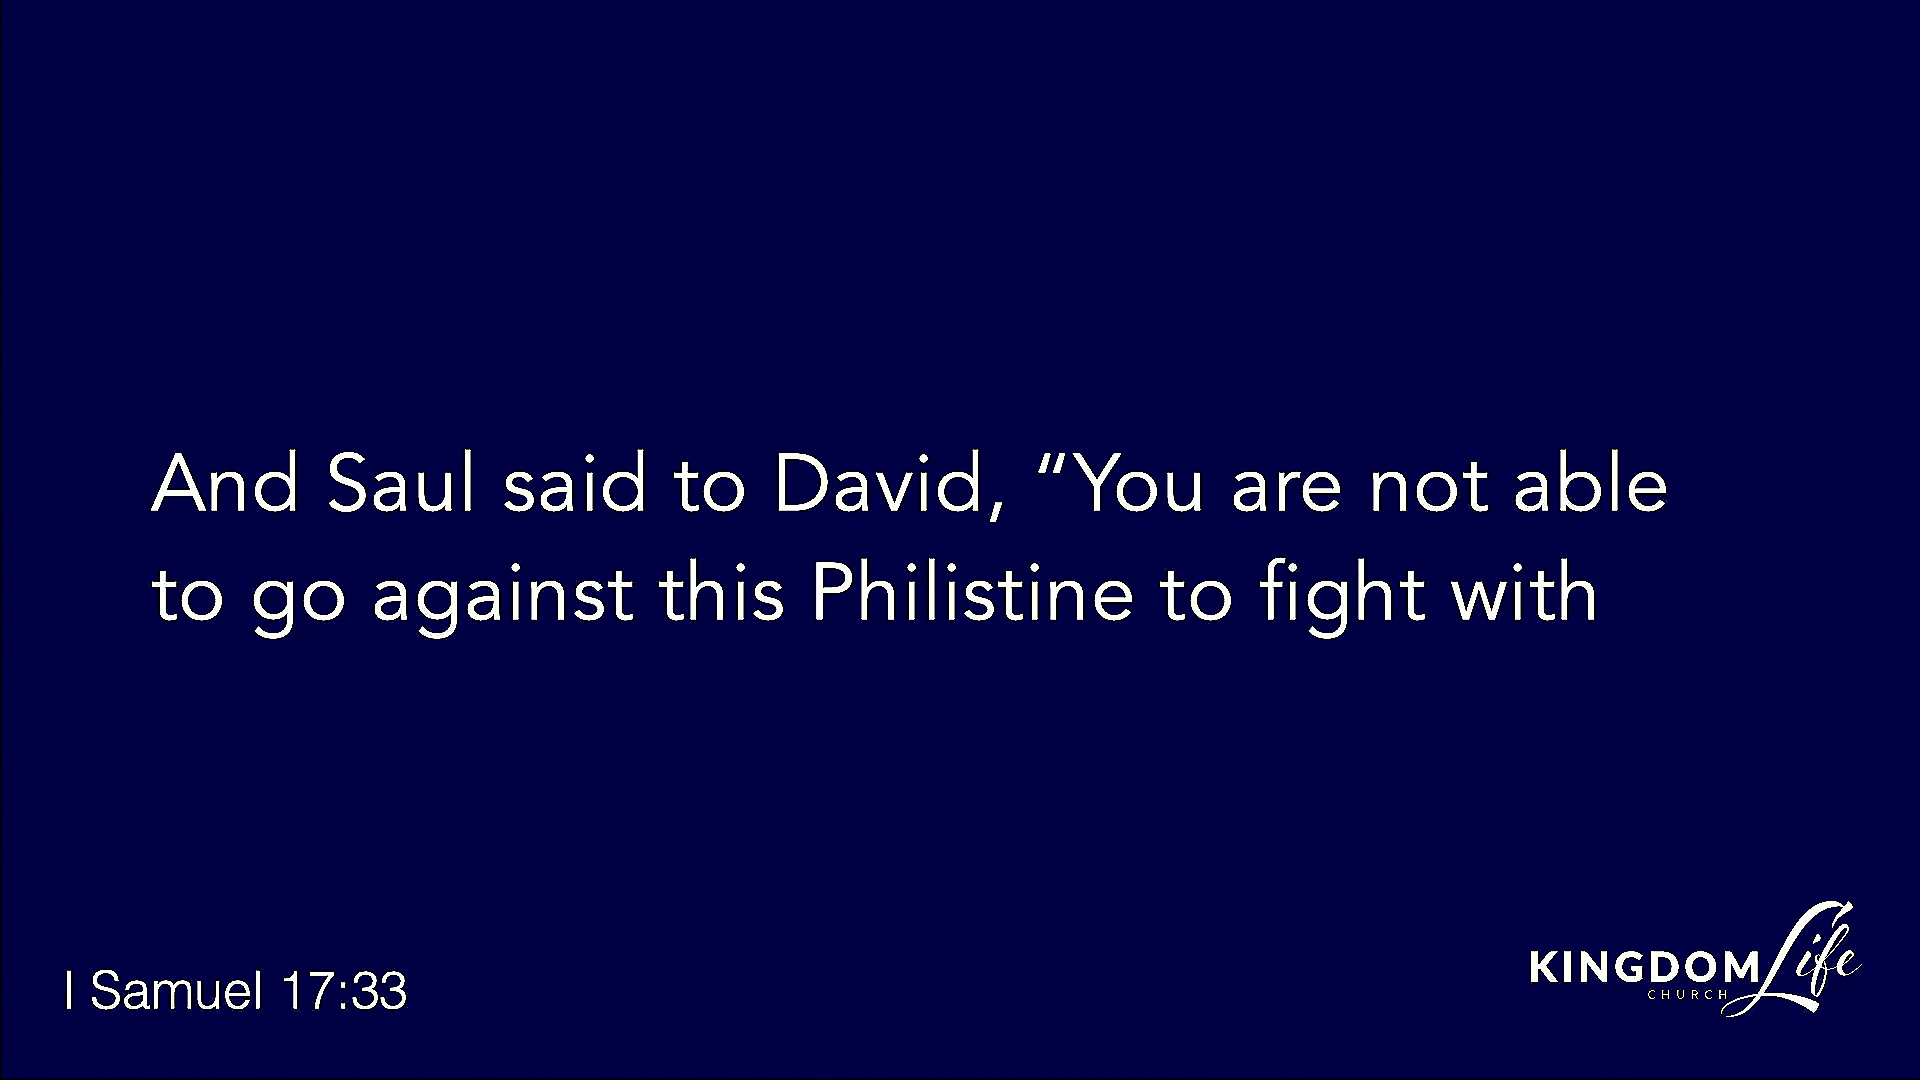 And Saul said to David, “You are not able
to go against this Philistine to fight with
I Samuel 17:33
KINGDOM Life
CHURCH